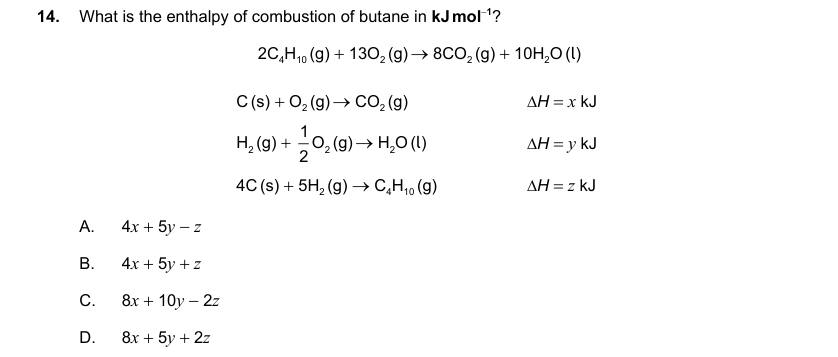 14. What is the enthalpy of combustion of butane in kJ mol⁻¹?
2C₄H₁₀ (g) + 13O₂ (g) → 8CO₂ (g) + 10H₂O (l)
C (s) + O₂ (g) → CO₂ (g) ΔH = x kJ
H₂ (g) + 1/2 O₂ (g) → H₂O (l) ΔH = y kJ
4C (s) + 5H₂ (g) → C₄H₁₀ (g) ΔH = z kJ
A. 4x + 5y – z
B. 4x + 5y + z
C. 8x + 10y – 2z
D. 8x + 5y + 2z